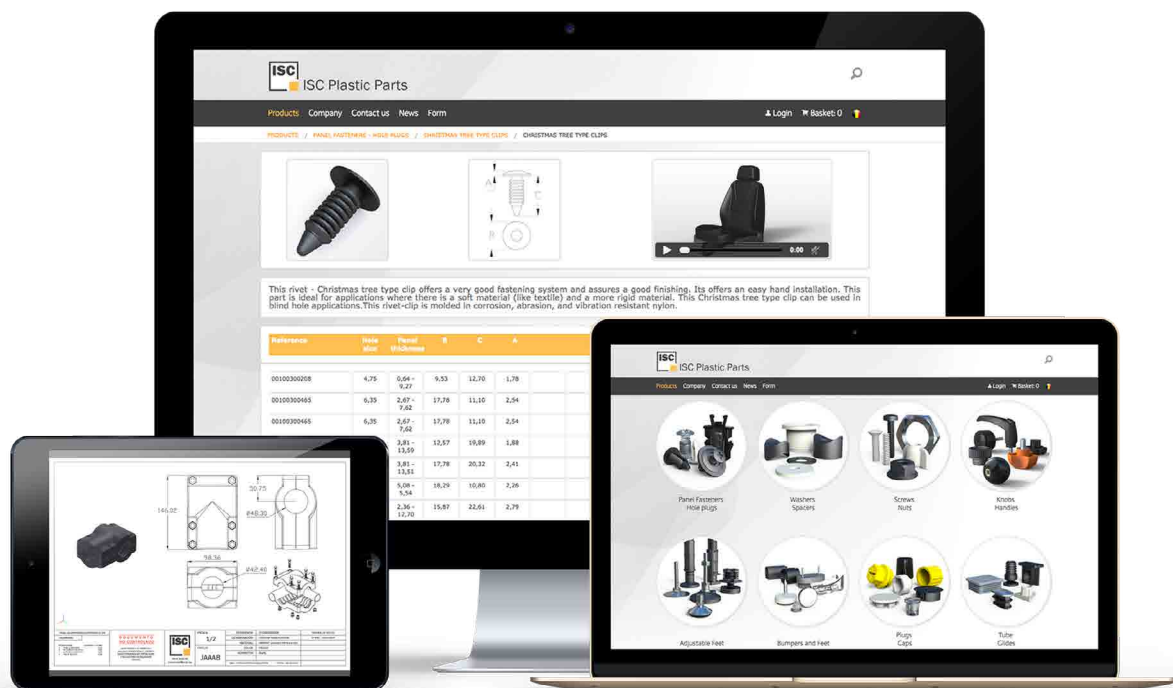 ISC
ISC Plastic Parts
Products Company Contact us News Form
Login Basket: 0
PRODUCTS / PANEL FASTENERS - HOLE PLUGS / CHRISTMAS TREE TYPE CLIPS / CHRISTMAS TREE TYPE CLIPS
A
C
B
0:00
This rivet - Christmas tree type clip offers a very good fastening system and assures a good finishing. Its offers an easy hand installation. This
part is ideal for applications where there is a soft material (like textile) and a more rigid material. This Christmas tree type clip can be used in
blind hole applications.This rivet-clip is molded in corrosion, abrasion, and vibration resistant nylon.
Reference Hole size Panel thickness B C A
00100300208 4,75 0,64 - 9,27 9,53 12,70 1,78
00100300465 6,35 2,67 - 7,62 17,78 11,10 2,54
00100300465 6,35 2,67 - 7,62 17,78 11,10 2,54
3,81 - 13,59 12,57 19,89 1,88
3,81 - 13,51 17,78 20,32 2,41
5,08 - 5,54 18,29 10,80 2,26
2,36 - 12,70 15,87 22,61 2,79
ISC
ISC Plastic Parts
Products Company Contact us News Form
Login Basket: 0
Panel Fasteners
Hole plugs
Washers
Spacers
Screws
Nuts
Knobs
Handles
Adjustable Feet
Bumpers and Feet
Plugs
Caps
Tube
Glides
146.02
50.75
Ø48.30
98.36
Ø42.40
ISC
1/2
JAAAB